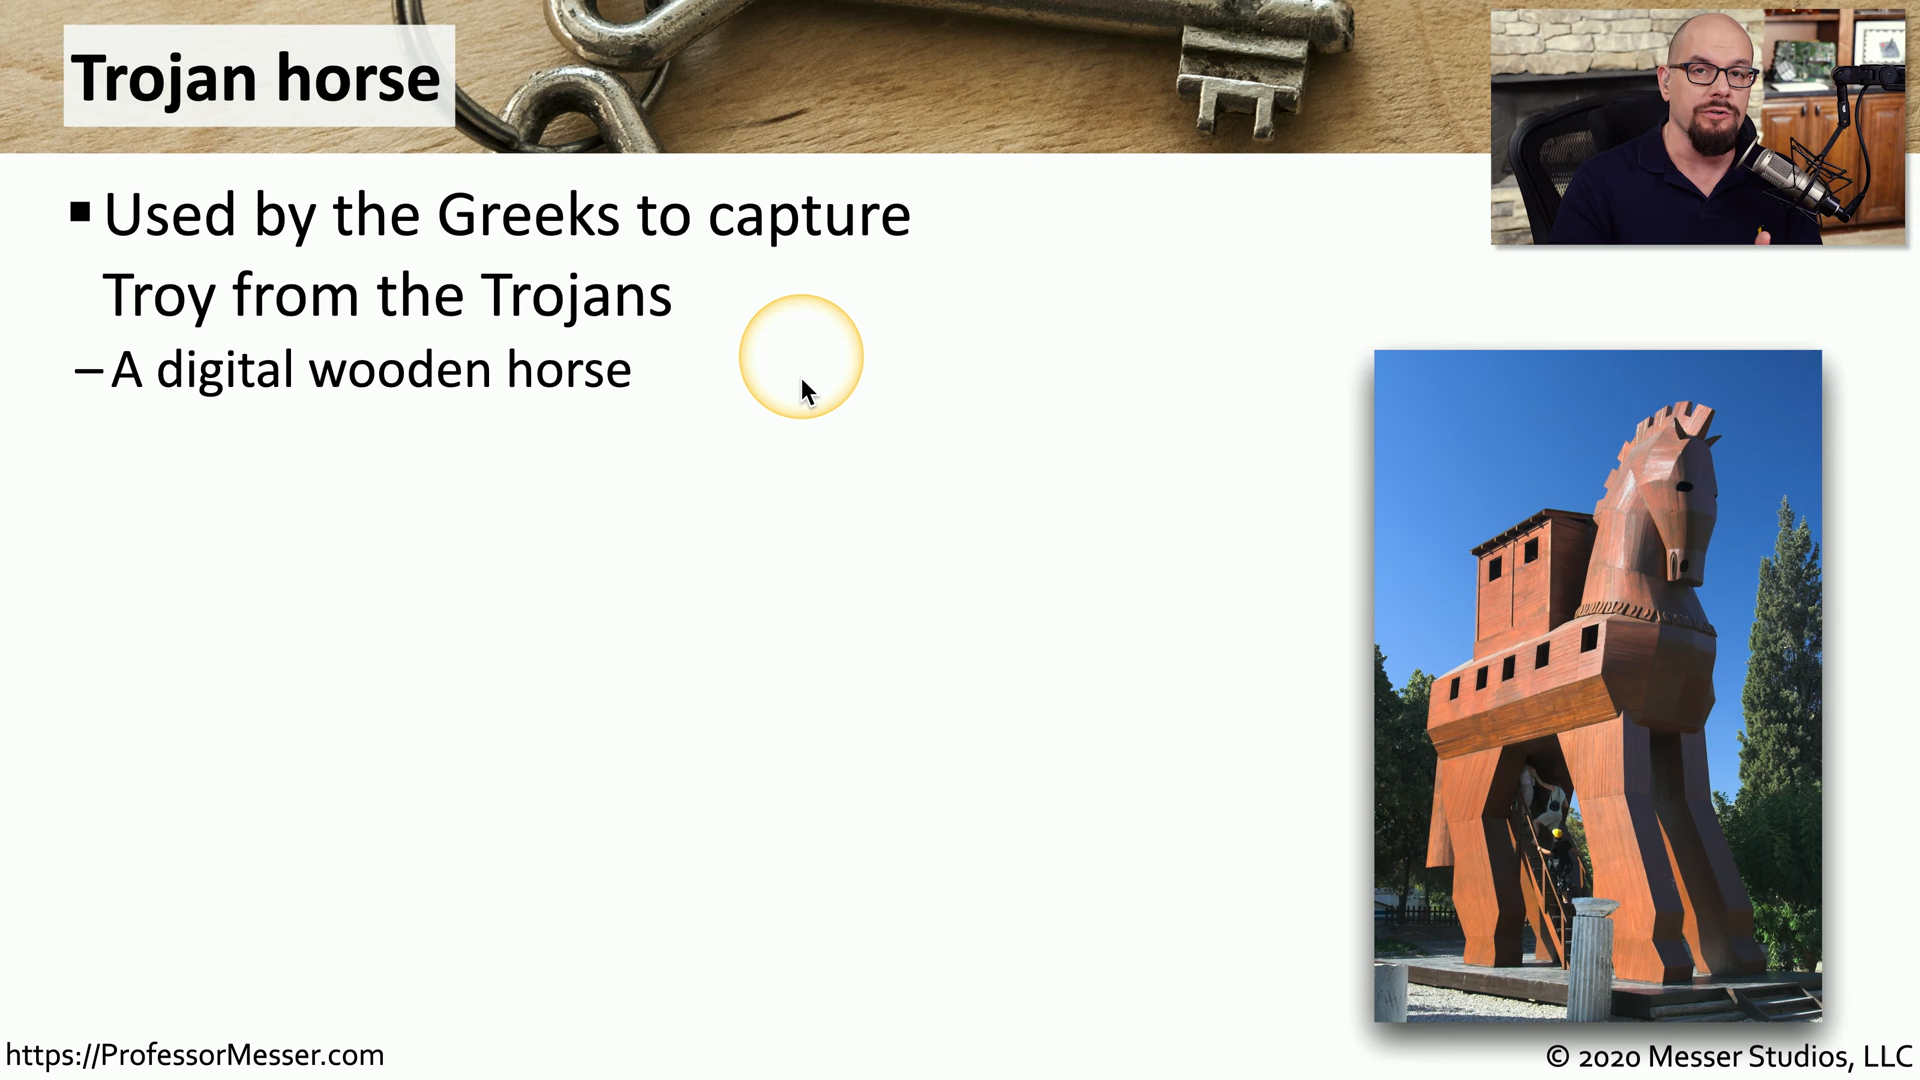 Trojan horse
▪ Used by the Greeks to capture
Troy from the Trojans
– A digital wooden horse
https://ProfessorMesser.com
© 2020 Messer Studios, LLC